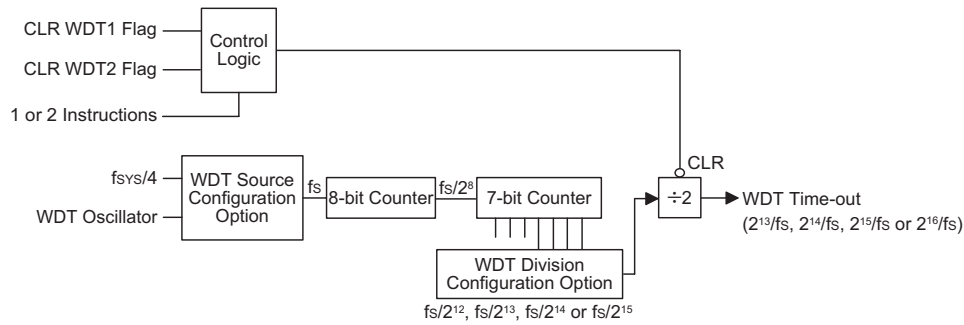 CLR WDT1 Flag
CLR WDT2 Flag
1 or 2 Instructions
Control
Logic
CLR
fSYS/4
WDT Oscillator
WDT Source
Configuration
Option
fS
8-bit Counter
fS/2⁸
7-bit Counter
WDT Division
Configuration Option
fS/2¹², fS/2¹³, fS/2¹⁴ or fS/2¹⁵
÷2
WDT Time-out
(2¹³/fS, 2¹⁴/fS, 2¹⁵/fS or 2¹⁶/fS)